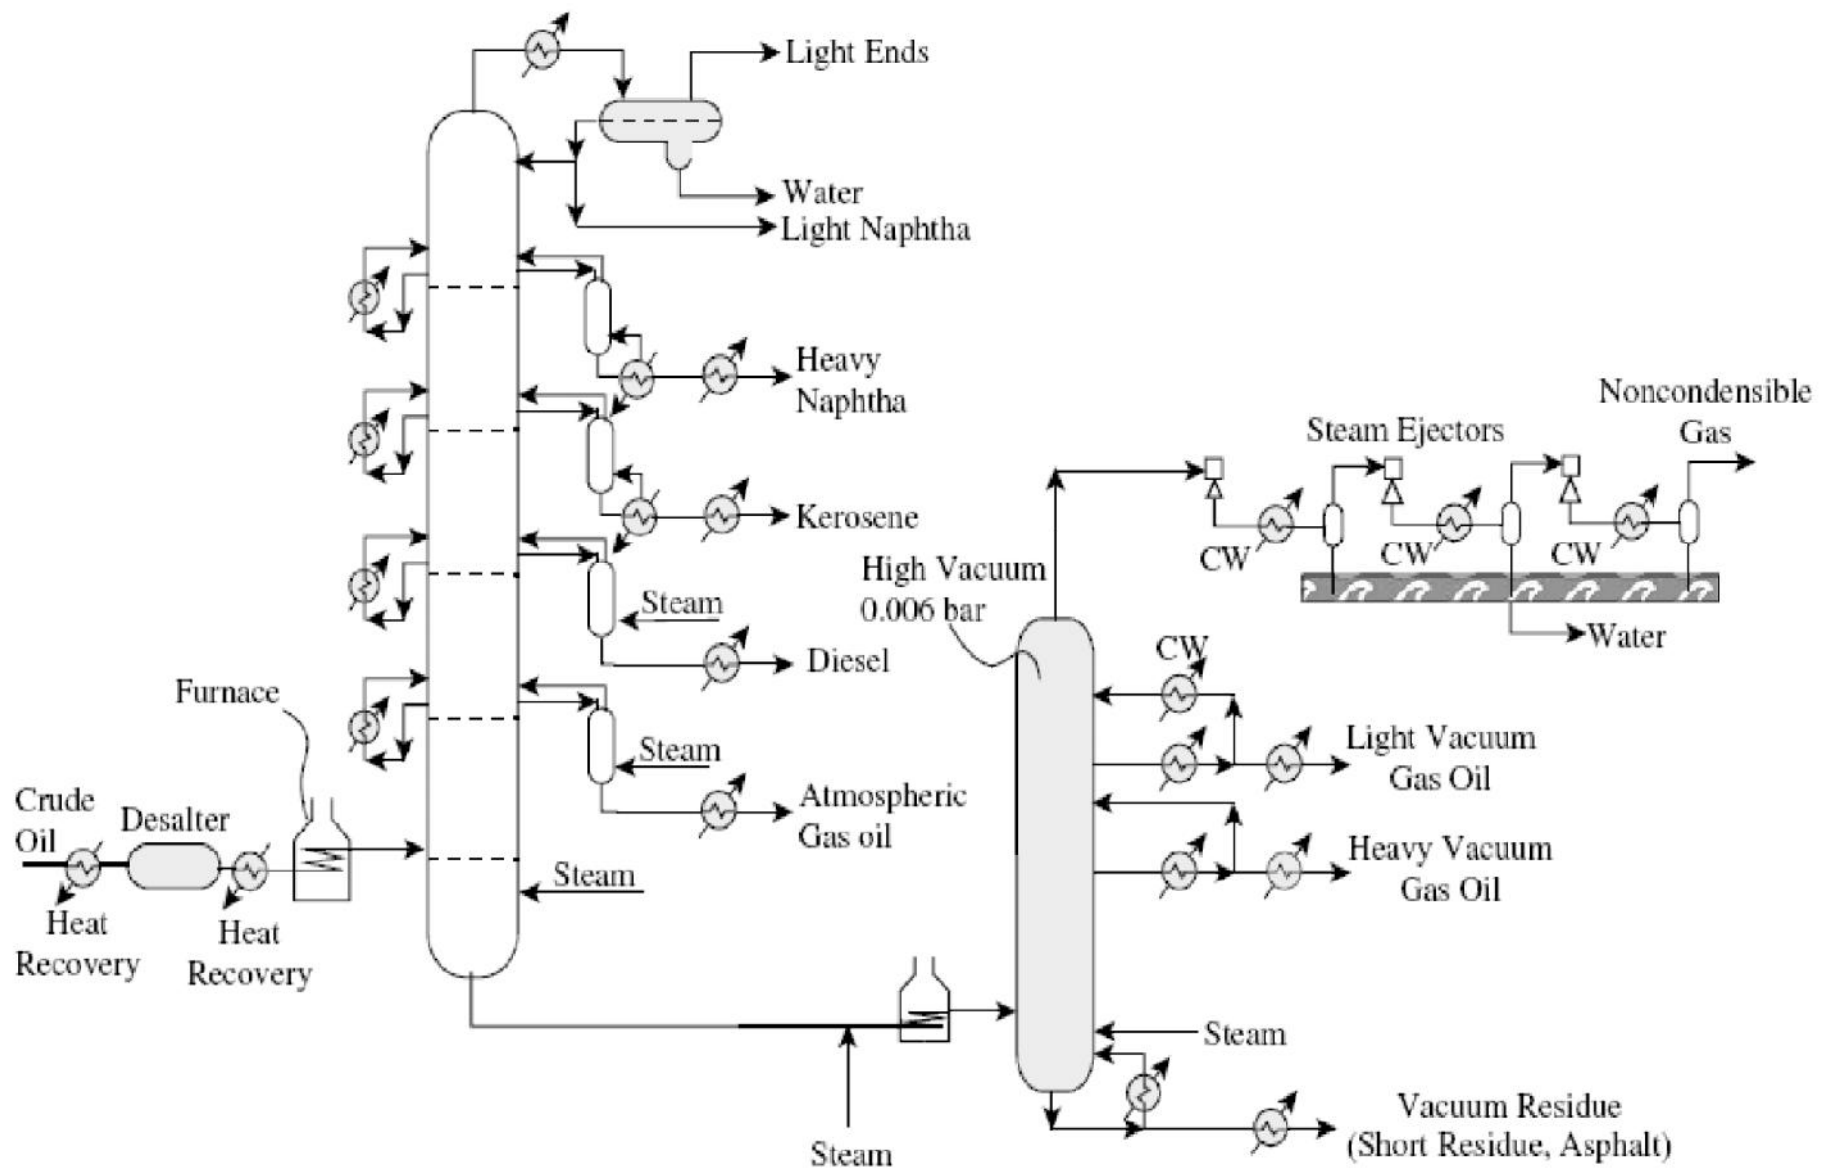 Light Ends
Water
Light Naphtha
Heavy
Naphtha
Kerosene
Steam
Diesel
Steam
Atmospheric
Gas oil
Furnace
Crude
Oil
Desalter
Heat
Recovery
Heat
Recovery
Steam
Steam
High Vacuum
0.006 bar
Steam Ejectors
Noncondensible
Gas
CW
CW
CW
Water
CW
Light Vacuum
Gas Oil
Heavy Vacuum
Gas Oil
Steam
Vacuum Residue
(Short Residue, Asphalt)